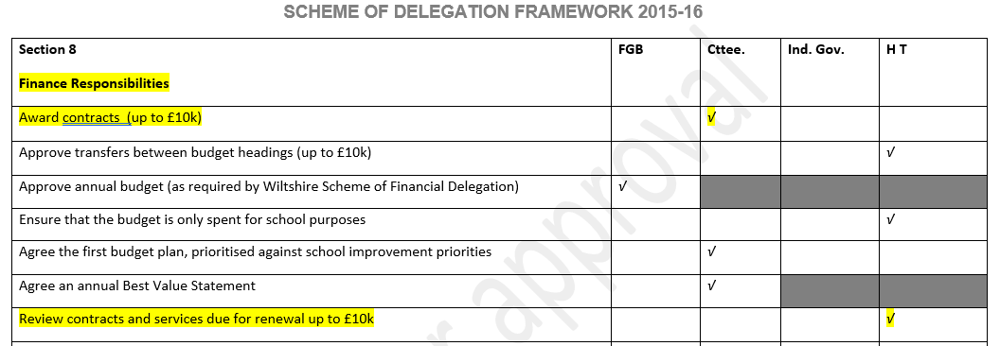 SCHEME OF DELEGATION FRAMEWORK 2015-16
Section 8 FGB Cttee. Ind. Gov. H T
Finance Responsibilities
Award contracts (up to £10k) √
Approve transfers between budget headings (up to £10k) √
Approve annual budget (as required by Wiltshire Scheme of Financial Delegation) √
Ensure that the budget is only spent for school purposes √
Agree the first budget plan, prioritised against school improvement priorities √
Agree an annual Best Value Statement √
Review contracts and services due for renewal up to £10k √
approval